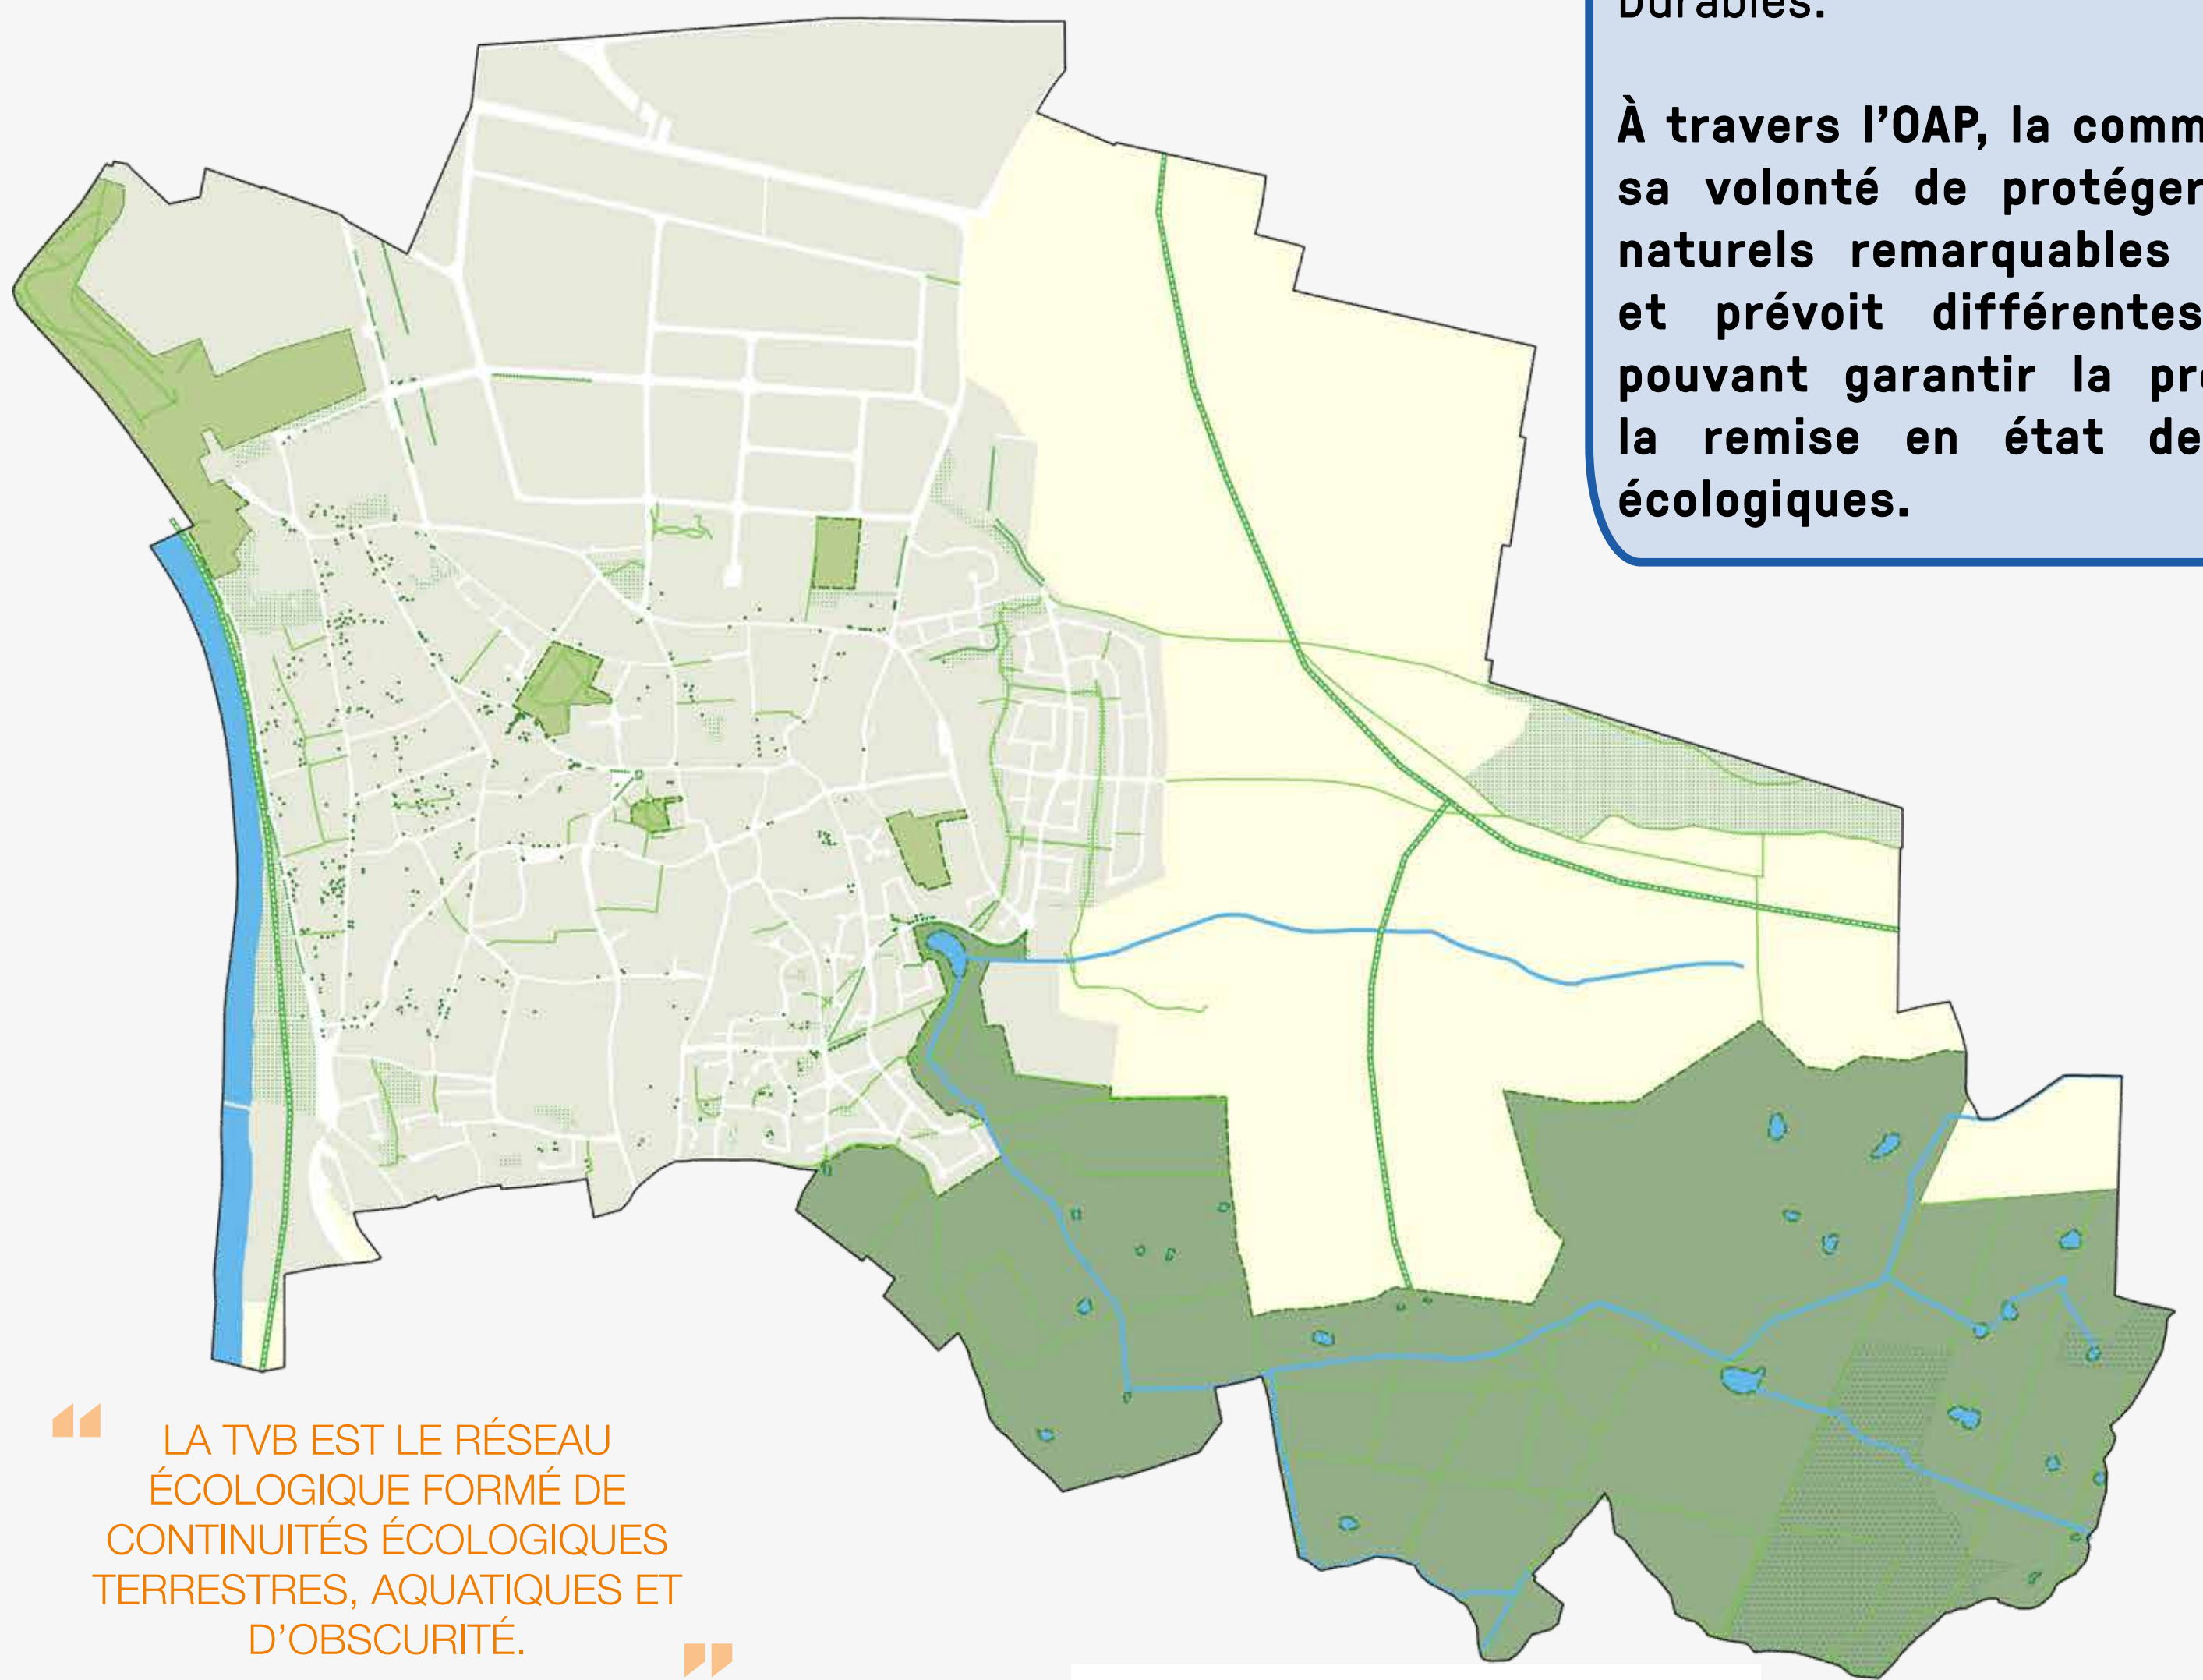 Durables.
À travers l'OAP, la comm
sa volonté de protéger
naturels remarquables
et prévoit différentes
pouvant garantir la pr
la remise en état de
écologiques.
“
LA TVB EST LE RÉSEAU
ÉCOLOGIQUE FORMÉ DE
CONTINUITÉS ÉCOLOGIQUES
TERRESTRES, AQUATIQUES ET
D'OBSCURITÉ.
”